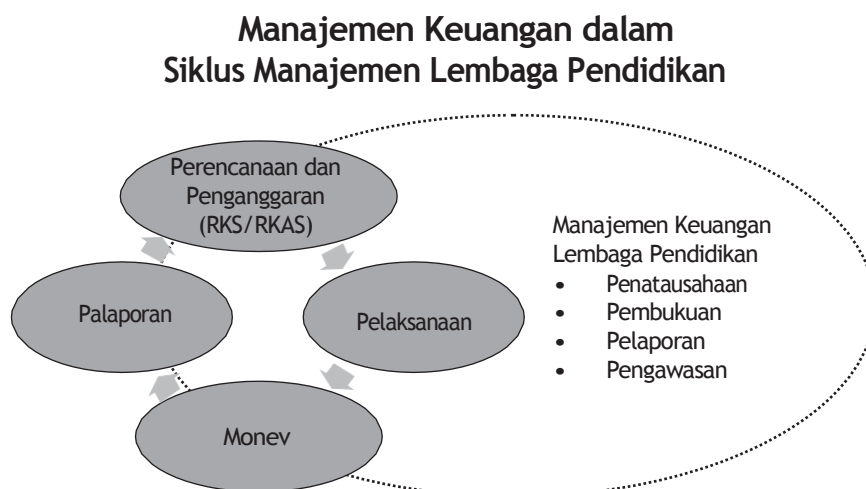 Manajemen Keuangan dalam
Siklus Manajemen Lembaga Pendidikan
Perencanaan dan
Penganggaran
(RKS/RKAS)
Palaporan
Pelaksanaan
Monev
Manajemen Keuangan
Lembaga Pendidikan
• Penatausahaan
• Pembukuan
• Pelaporan
• Pengawasan